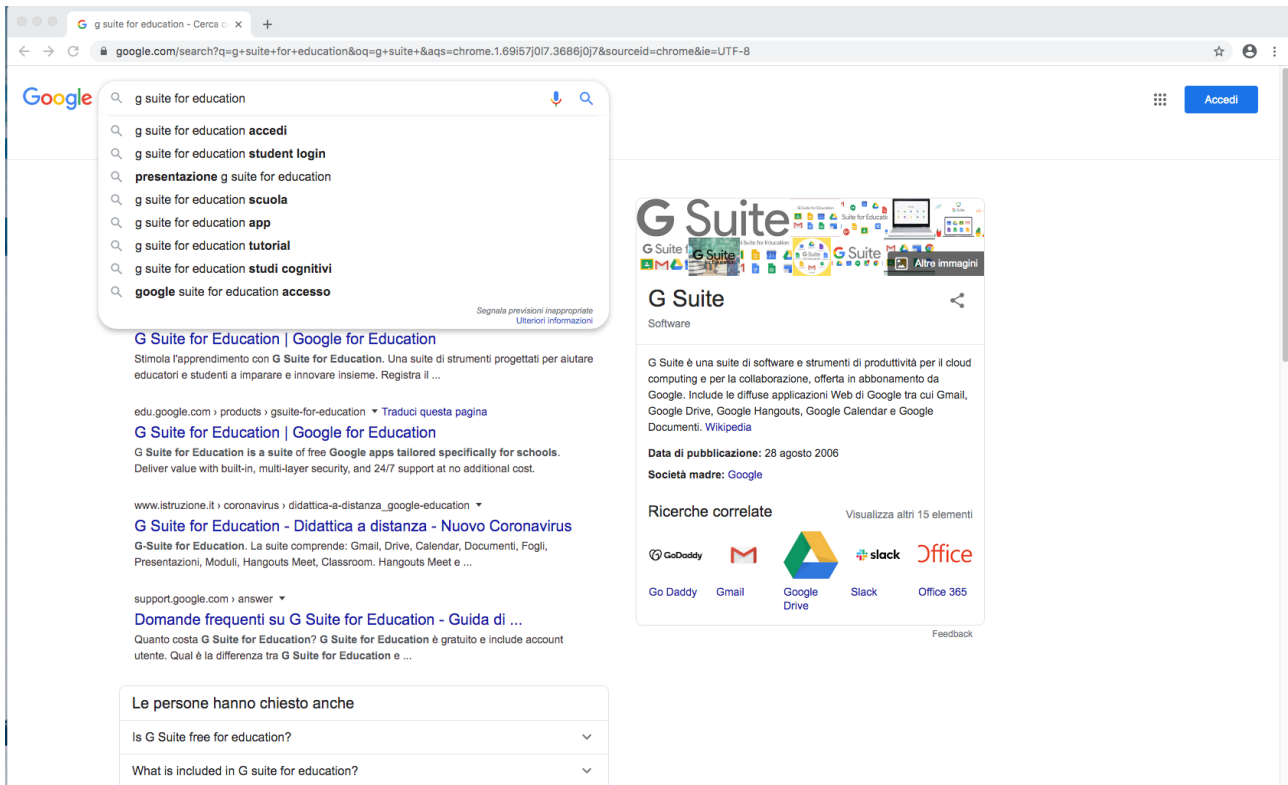 g suite for education - Cerca c
google.com/search?q=g+suite+for+education&oq=g+suite+&aqs=chrome.1.69i57j0l7.3686j0j7&sourceid=chrome&ie=UTF-8
Google
g suite for education
Accedi
g suite for education accedi
g suite for education student login
presentazione g suite for education
g suite for education scuola
g suite for education app
g suite for education tutorial
g suite for education studi cognitivi
google suite for education accesso
Segnala previsioni inappropriate
Ulteriori informazioni
G Suite for Education | Google for Education
Stimola l'apprendimento con G Suite for Education. Una suite di strumenti progettati per aiutare
educatori e studenti a imparare e innovare insieme. Registra il ...
edu.google.com › products › gsuite-for-education Traduci questa pagina
G Suite for Education | Google for Education
G Suite for Education is a suite of free Google apps tailored specifically for schools.
Deliver value with built-in, multi-layer security, and 24/7 support at no additional cost.
www.istruzione.it › coronavirus › didattica-a-distanza_google-education
G Suite for Education - Didattica a distanza - Nuovo Coronavirus
G-Suite for Education. La suite comprende: Gmail, Drive, Calendar, Documenti, Fogli,
Presentazioni, Moduli, Hangouts Meet, Classroom. Hangouts Meet e ...
support.google.com › answer
Domande frequenti su G Suite for Education - Guida di ...
Quanto costa G Suite for Education? G Suite for Education è gratuito e include account
utente. Qual è la differenza tra G Suite for Education e ...
Le persone hanno chiesto anche
Is G Suite free for education?
What is included in G suite for education?
G Suite
G Suite
G Suite
G Suite
Altre immagini
G Suite
Software
G Suite è una suite di software e strumenti di produttività per il cloud
computing e per la collaborazione, offerta in abbonamento da
Google. Include le diffuse applicazioni Web di Google tra cui Gmail,
Google Drive, Google Hangouts, Google Calendar e Google
Documenti. Wikipedia
Data di pubblicazione: 28 agosto 2006
Società madre: Google
Ricerche correlate
Visualizza altri 15 elementi
GoDaddy
slack
Office
Go Daddy
Gmail
Google
Drive
Slack
Office 365
Feedback